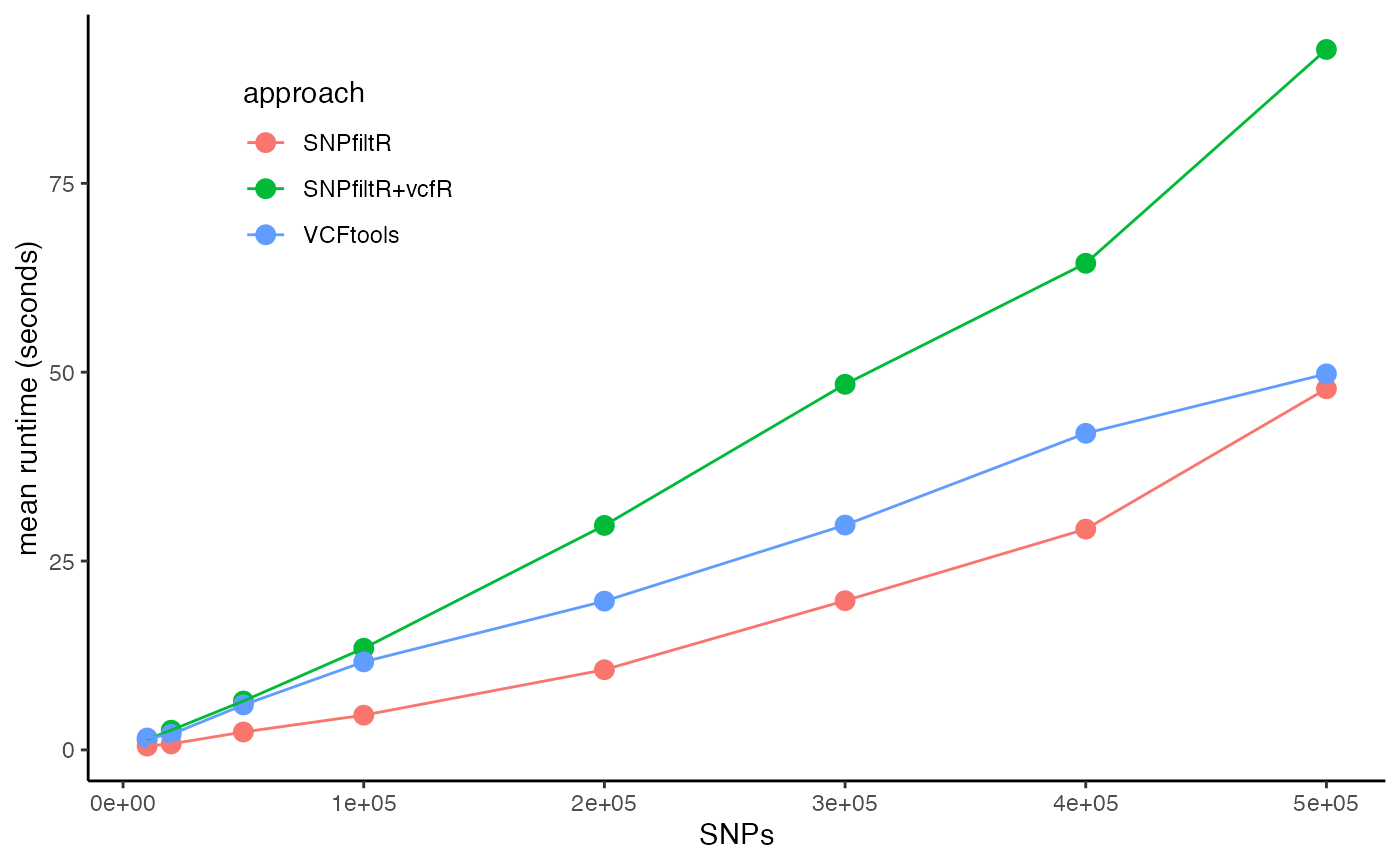 approach
SNPfiltR
SNPfiltR+vcfR
VCFtools
mean runtime (seconds)
75
50
25
0
0e+00 1e+05 2e+05 3e+05 4e+05 5e+05
SNPs